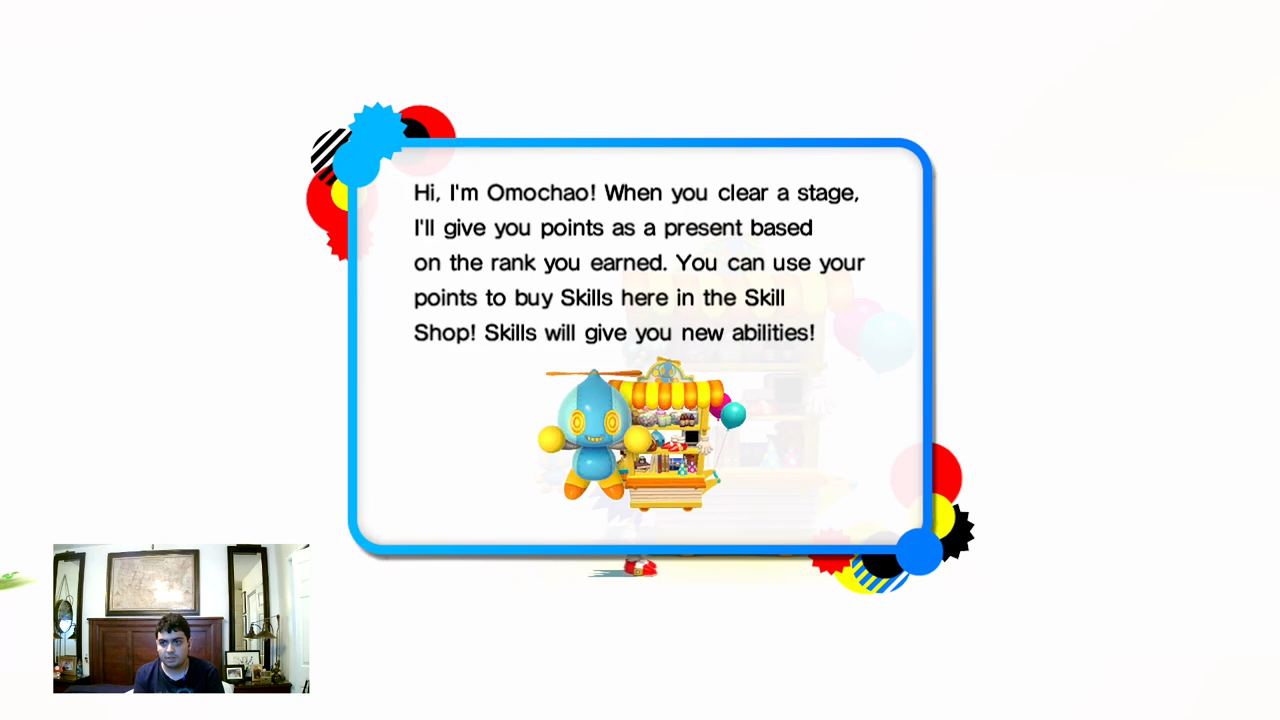 Hi, I'm Omochao! When you clear a stage,
I'll give you points as a present based
on the rank you earned. You can use your
points to buy Skills here in the Skill
Shop! Skills will give you new abilities!